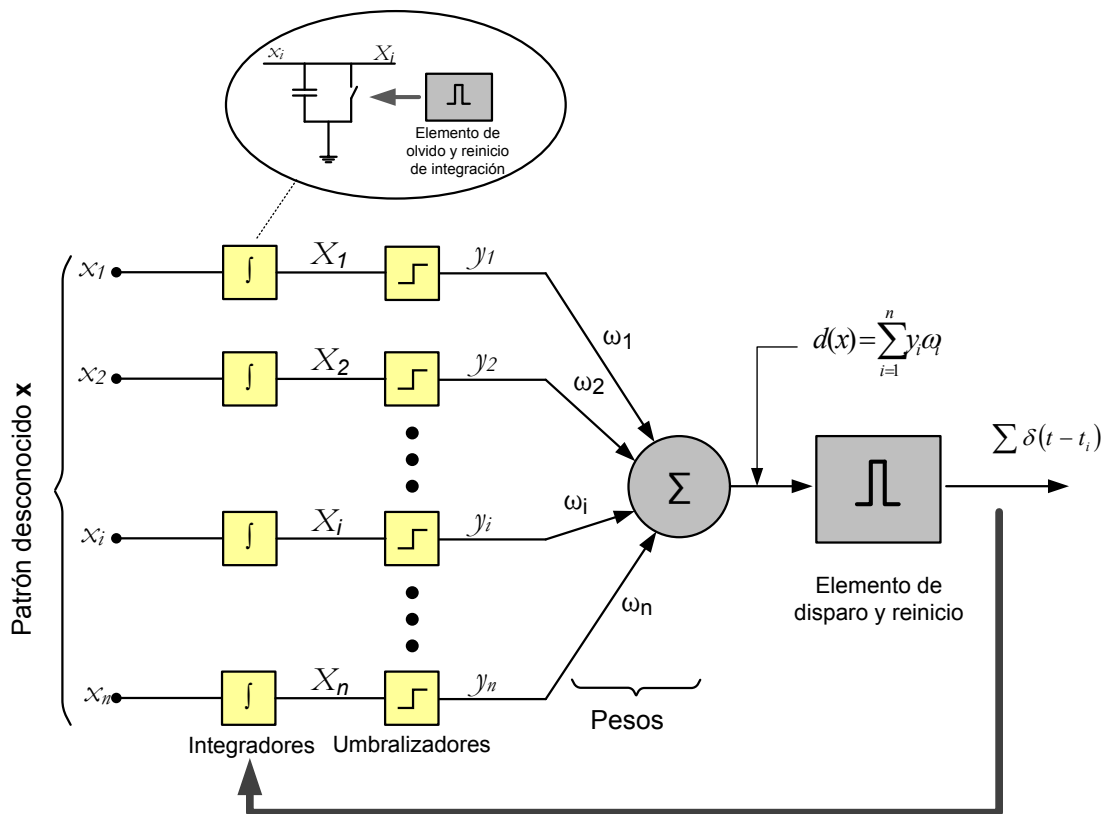 xᵢ Xᵢ
Elemento de
olvido y reinicio
de integración
Patrón desconocido x
x₁ ∫ X₁ y₁
ω₁
x₂ ∫ X₂ y₂
ω₂
d(x)=∑ᵢ₌₁ⁿ yᵢωᵢ
∑ δ(t − tᵢ)
Σ
xᵢ ∫ Xᵢ yᵢ
ωᵢ
Elemento de
disparo y reinicio
ωₙ
xₙ ∫ Xₙ yₙ
Pesos
Integradores Umbralizadores